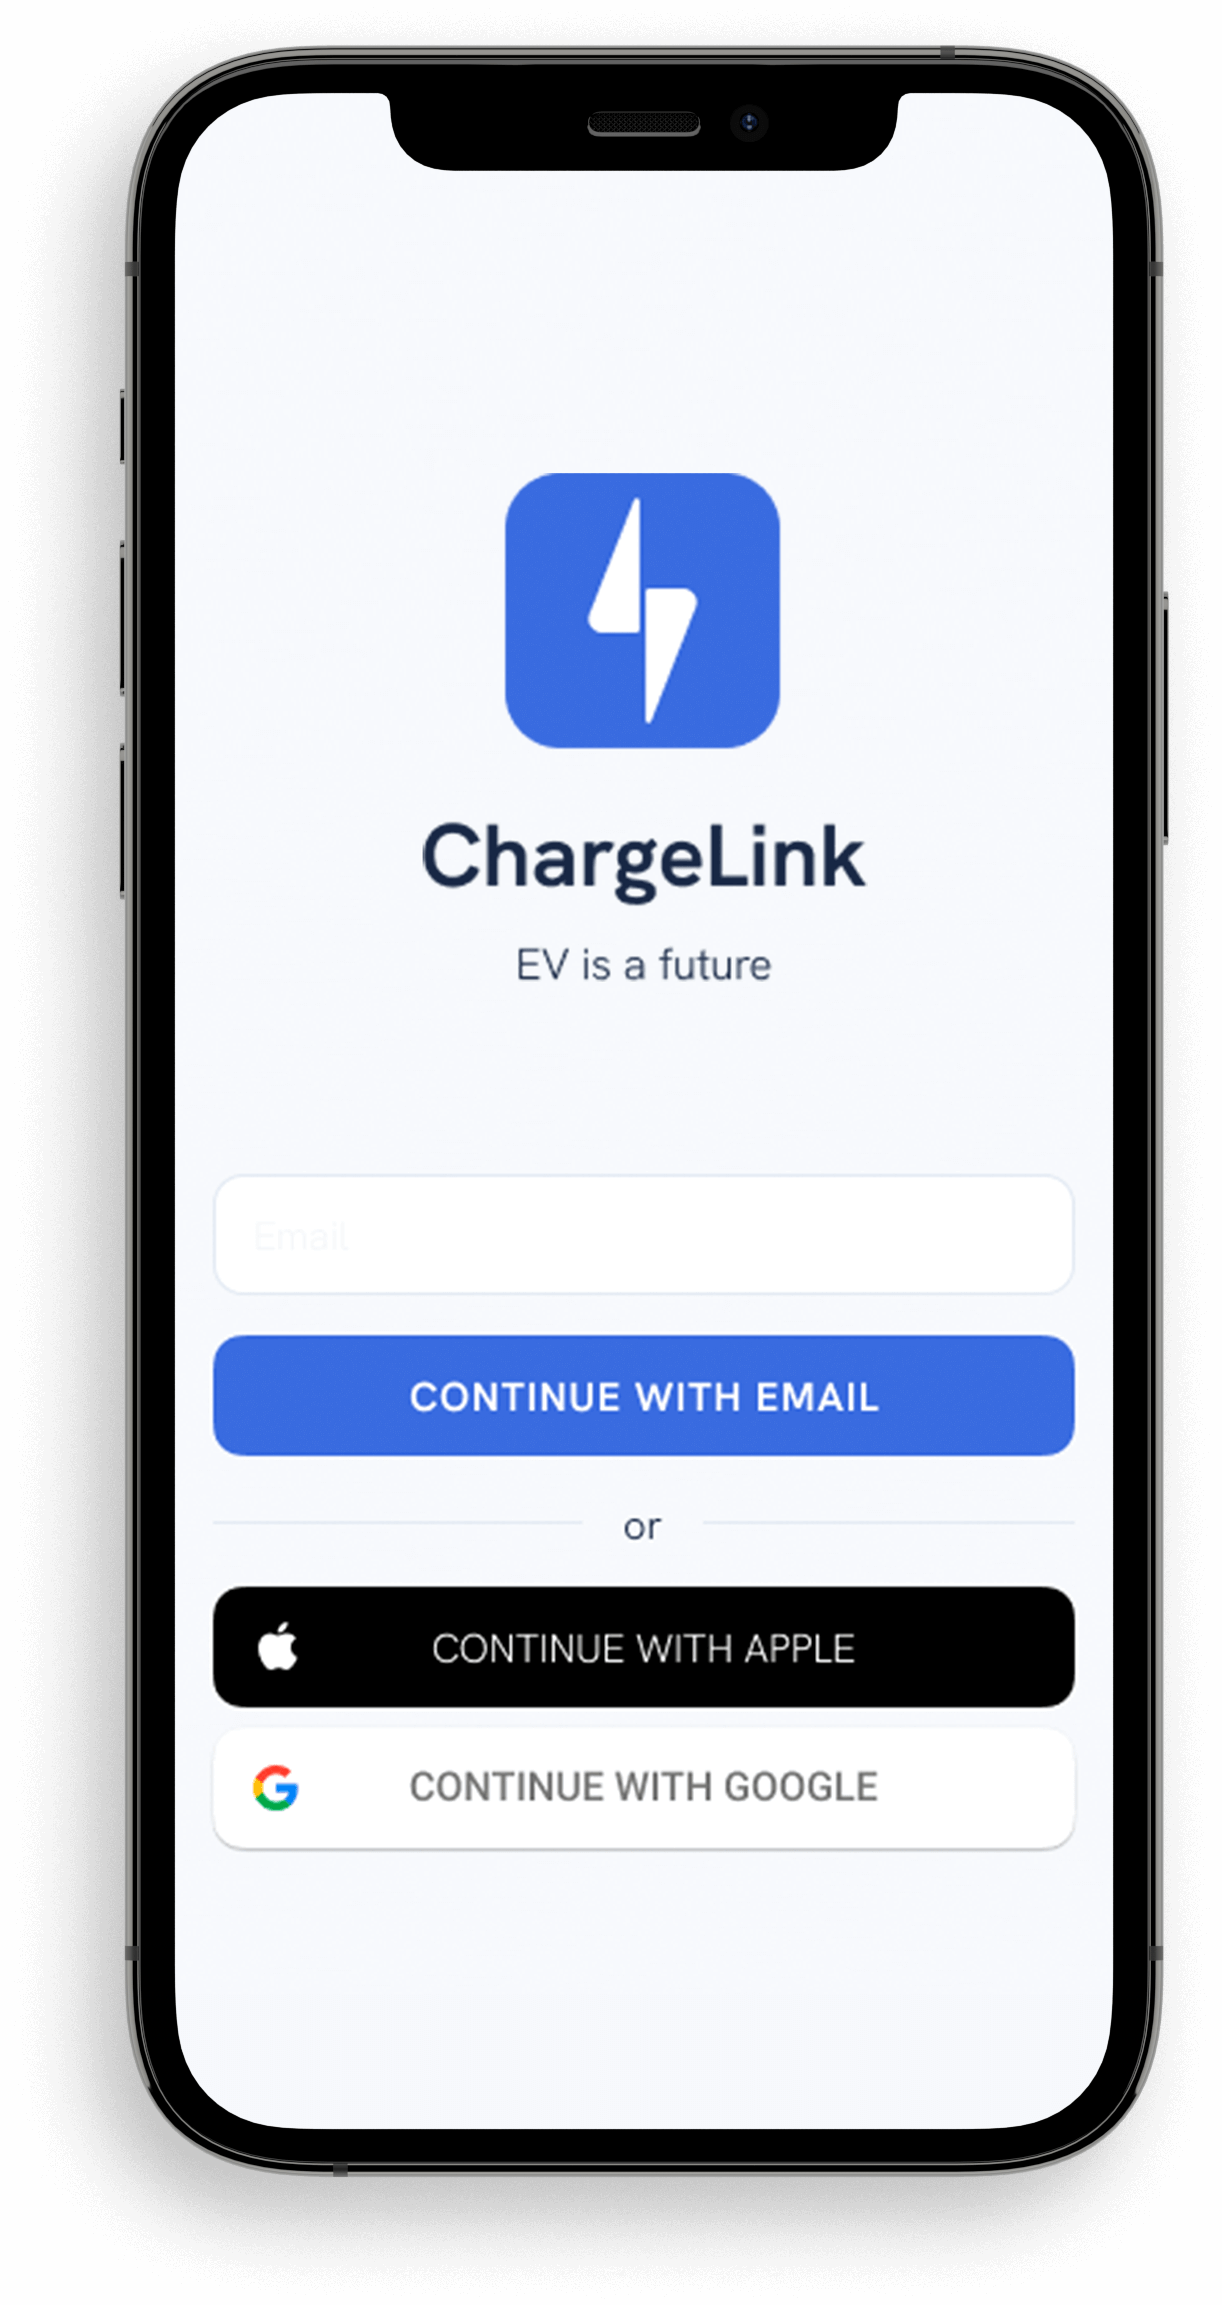 ChargeLink
EV is a future
Email
CONTINUE WITH EMAIL
or
CONTINUE WITH APPLE
CONTINUE WITH GOOGLE